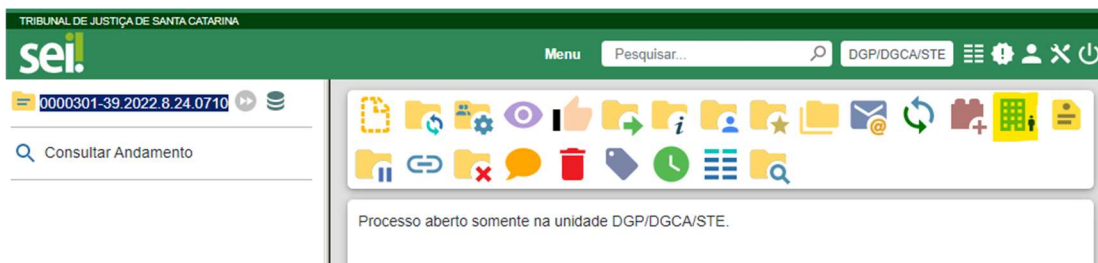 TRIBUNAL DE JUSTIÇA DE SANTA CATARINA
sei!
Menu
Pesquisar...
DGP/DGCA/STE
0000301-39.2022.8.24.0710
Consultar Andamento
Processo aberto somente na unidade DGP/DGCA/STE.